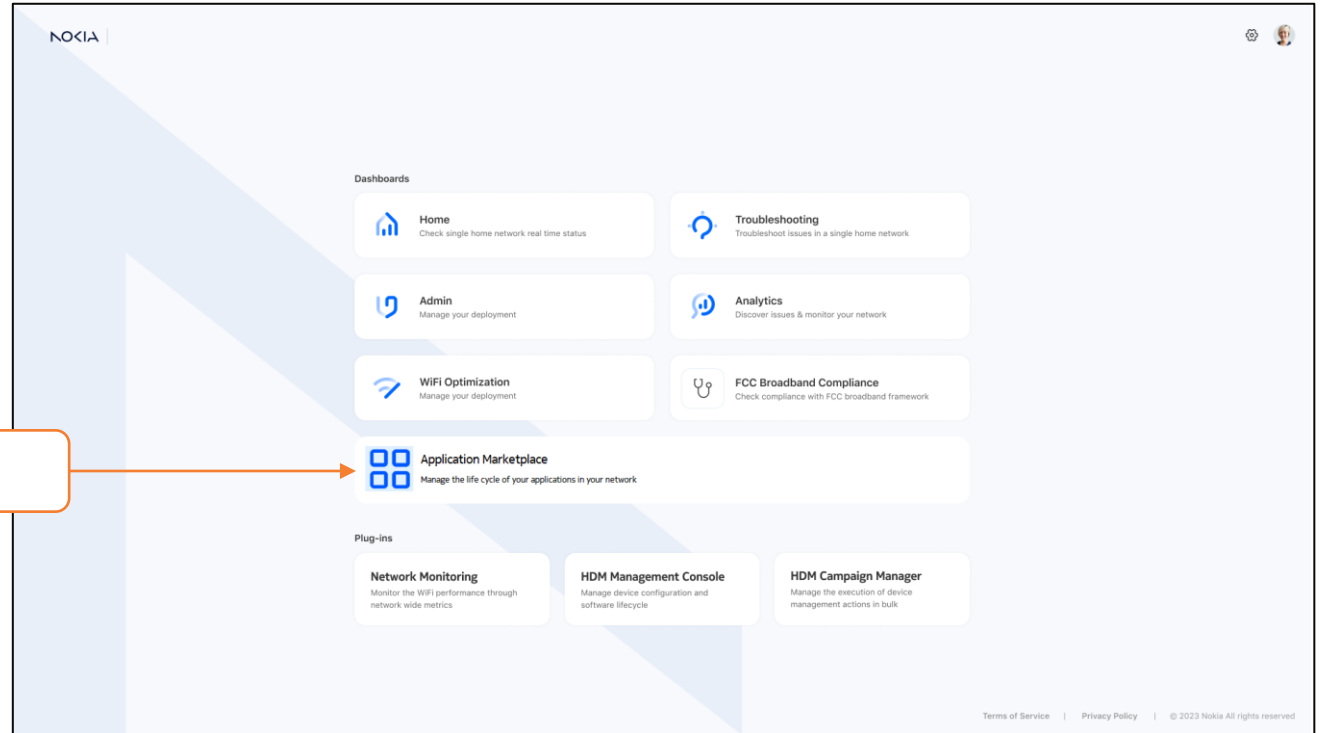 NOKIA
Dashboards
Home
Check single home network real time status
Troubleshooting
Troubleshoot issues in a single home network
Admin
Manage your deployment
Analytics
Discover issues & monitor your network
WiFi Optimization
Manage your deployment
FCC Broadband Compliance
Check compliance with FCC broadband framework
Application Marketplace
Manage the life cycle of your applications in your network
Plug-ins
Network Monitoring
Monitor the WiFi performance through
network wide metrics
HDM Management Console
Manage device configuration and
software lifecycle
HDM Campaign Manager
Manage the execution of device
management actions in bulk
Terms of Service | Privacy Policy | © 2023 Nokia All rights reserved